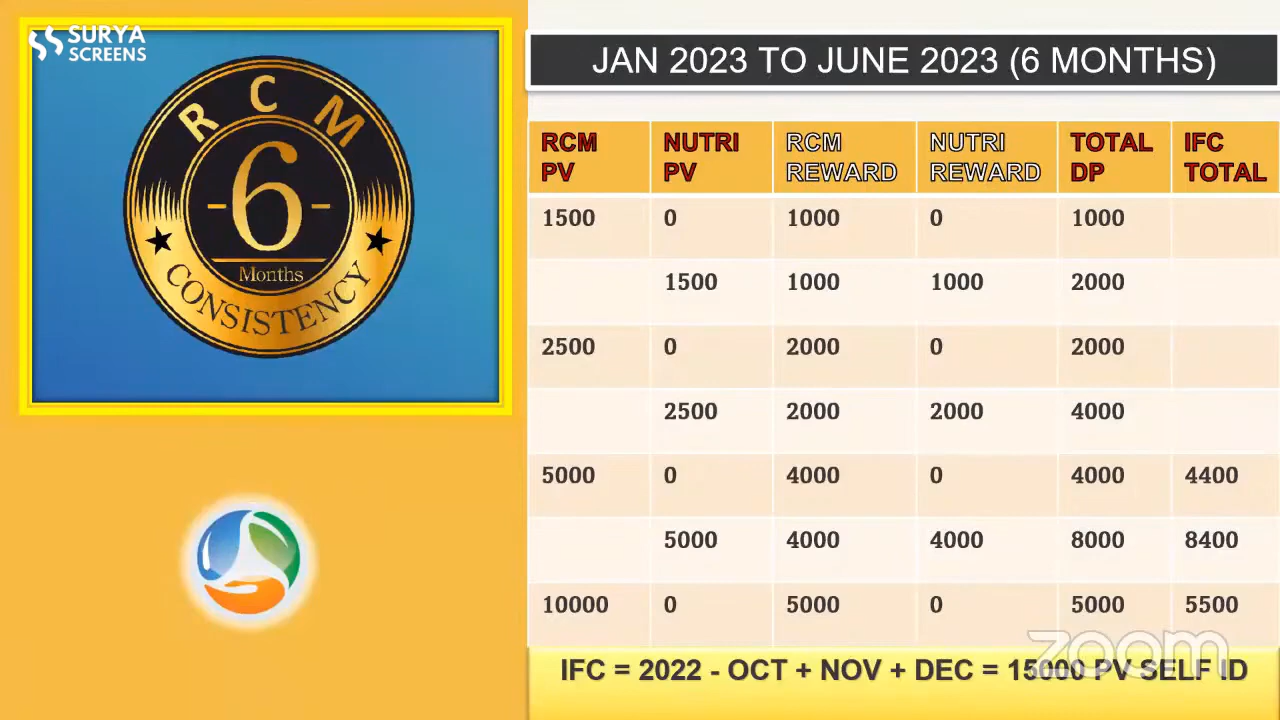 SURYA
SCREENS
R C M
-6-
Months
CONSISTENCY
JAN 2023 TO JUNE 2023 (6 MONTHS)
RCM PV NUTRI PV RCM REWARD NUTRI REWARD TOTAL DP IFC TOTAL
1500 0 1000 0 1000
1500 1000 1000 2000
2500 0 2000 0 2000
2500 2000 2000 4000
5000 0 4000 0 4000 4400
5000 4000 4000 8000 8400
10000 0 5000 0 5000 5500
zoom
IFC = 2022 - OCT + NOV + DEC = 15000 PV SELF ID